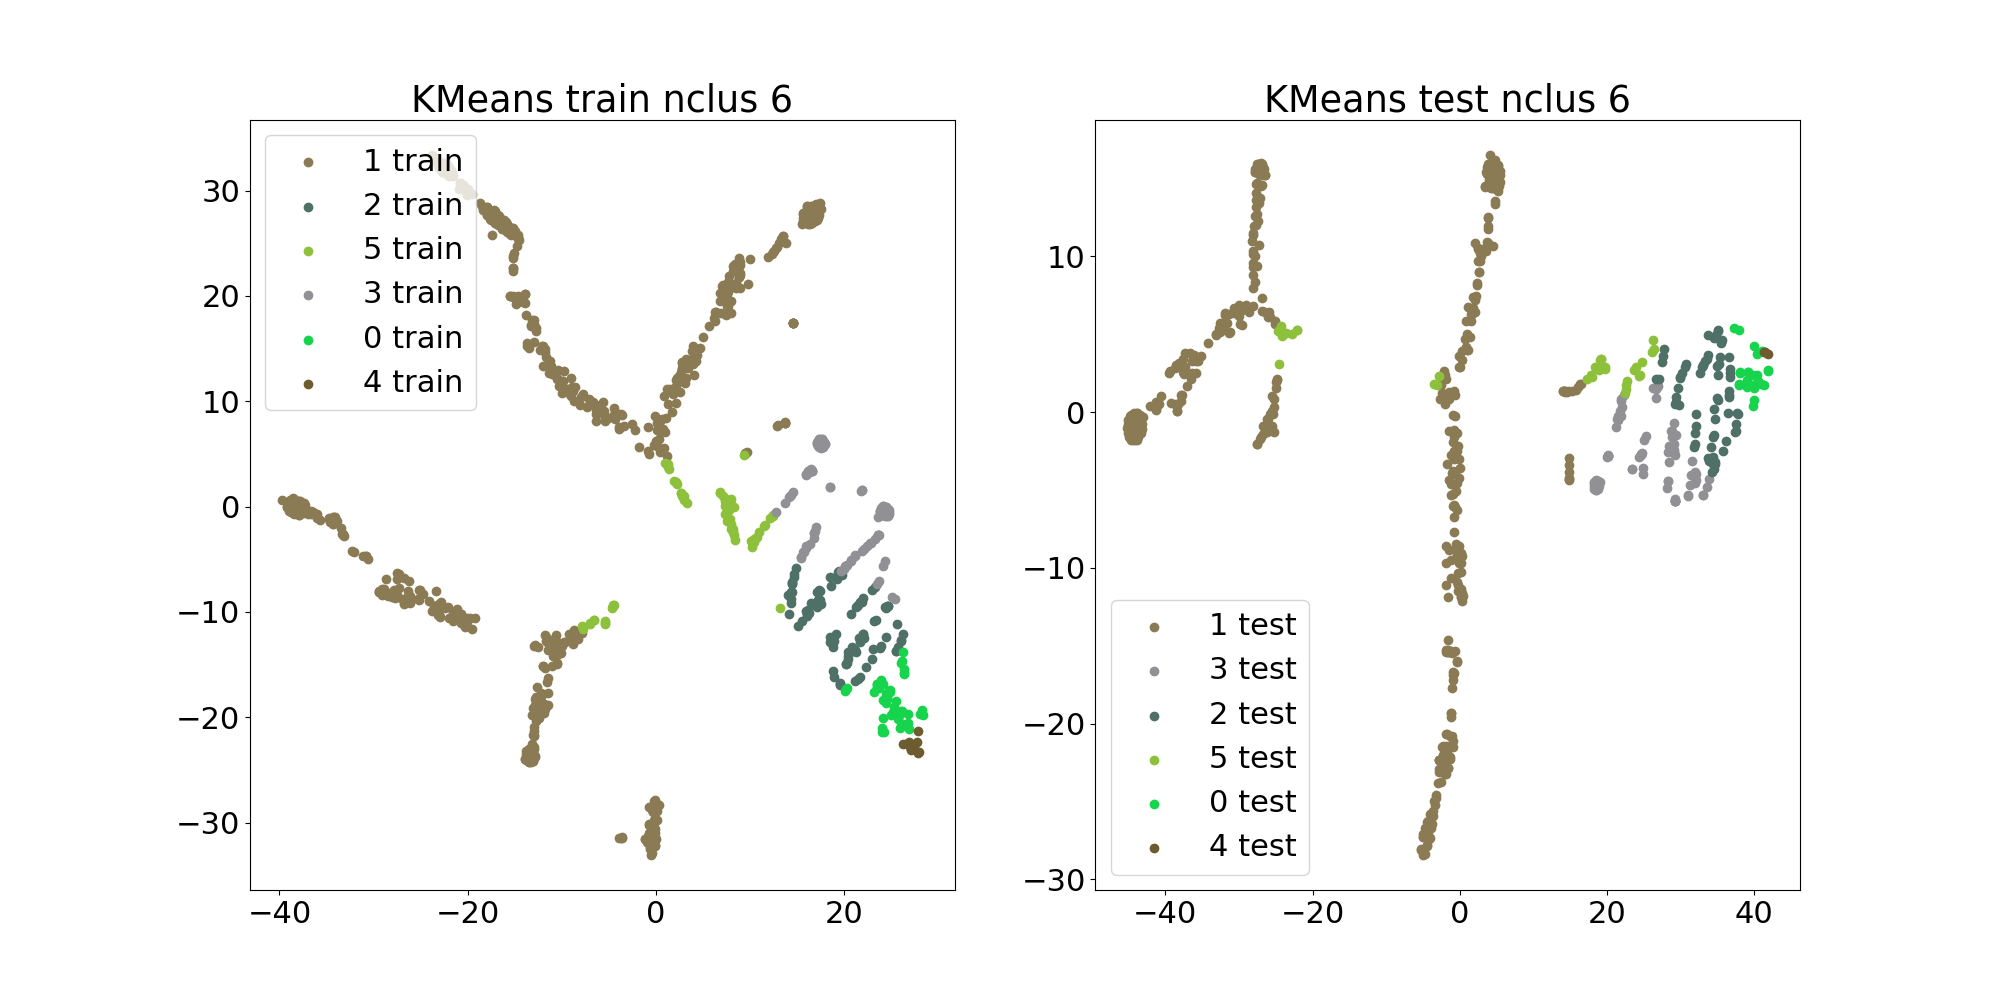 KMeans train nclus 6
1 train
2 train
5 train
3 train
0 train
4 train
30
20
10
0
−10
−20
−30
−40
−20
0
20
KMeans test nclus 6
10
0
−10
−20
−30
1 test
3 test
2 test
5 test
0 test
4 test
−40
−20
0
20
40